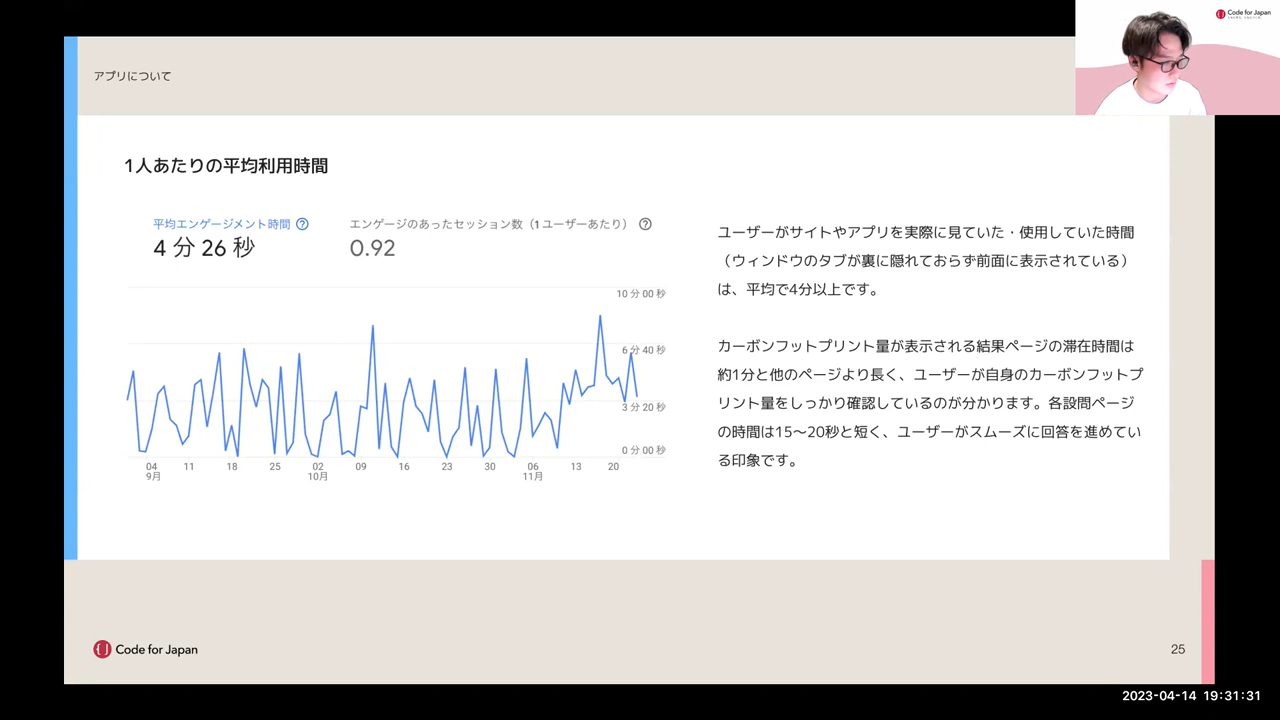 Code for Japan
アプリについて
1人あたりの平均利用時間
平均エンゲージメント時間
4 分 26 秒
エンゲージのあったセッション数（1 ユーザーあたり）
0.92
10 分 00 秒
6 分 40 秒
3 分 20 秒
0 分 00 秒
04 11 18 25 02 09 16 23 30 06 13 20
9月 10月 11月
ユーザーがサイトやアプリを実際に見ていた・使用していた時間
（ウィンドウのタブが裏に隠れておらず前面に表示されている）
は、平均で4分以上です。
カーボンフットプリント量が表示される結果ページの滞在時間は
約1分と他のページより長く、ユーザーが自身のカーボンフットプ
リント量をしっかり確認しているのが分かります。各設問ページ
の時間は15〜20秒と短く、ユーザーがスムーズに回答を進めてい
る印象です。
Code for Japan
25
2023-04-14 19:31:31